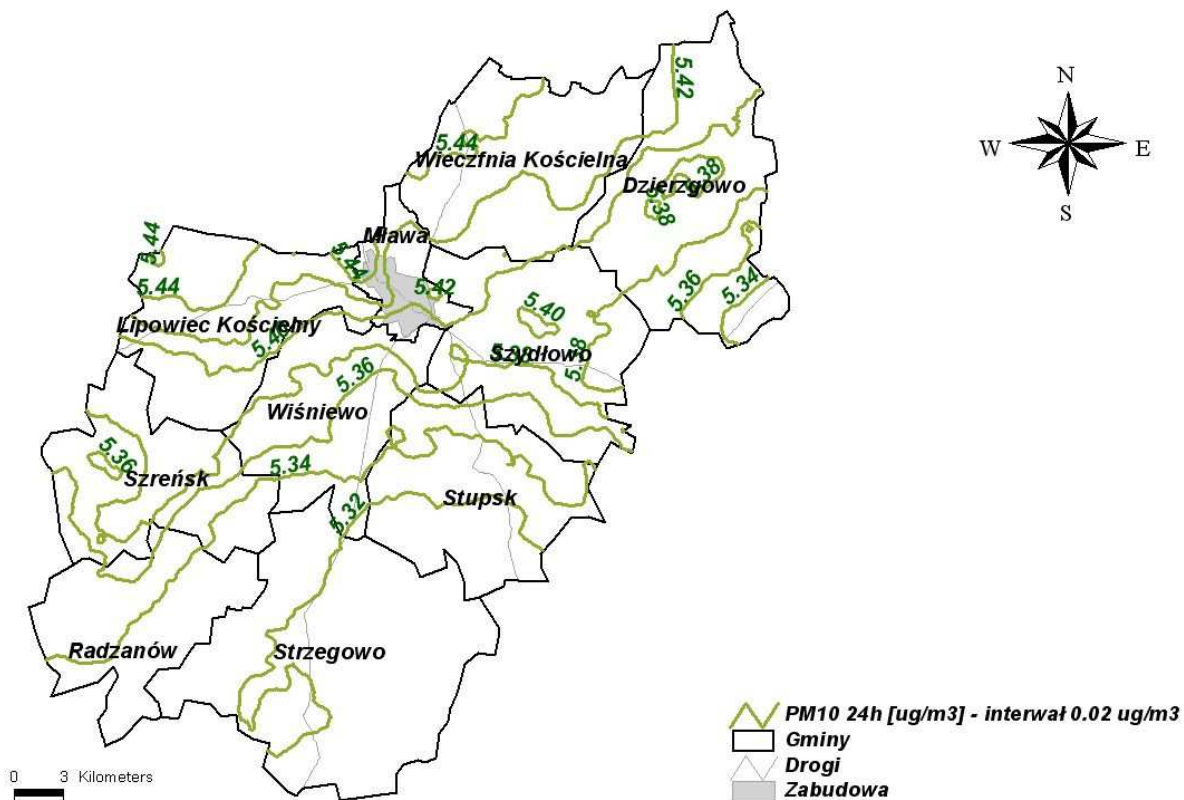 N
W E
S
5.42
5.44
Wieczfnia Kościelna
5.38
Dzierzgowo
5.38
5.44
Mława
5.44
5.44
5.42
5.36
5.34
5.40
Lipowiec Kościelny
Szydłowo
5.36
Wiśniewo
5.36
Szreńsk
5.34
Stupsk
5.32
Radzanów
Strzegowo
PM10 24h [ug/m3] - interwał 0.02 ug/m3
Gminy
Drogi
Zabudowa
0 3 Kilometers